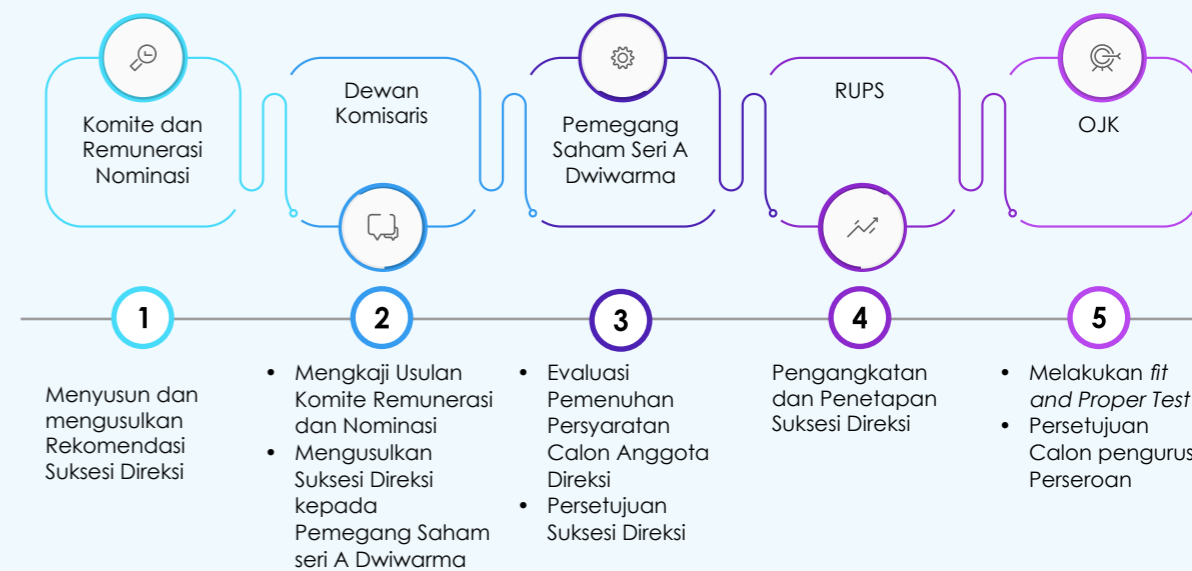 Komite dan
Remunerasi
Nominasi
Dewan
Komisaris
Pemegang
Saham Seri A
Dwiwarma
RUPS
OJK
1
2
3
4
5
Menyusun dan
mengusulkan
Rekomendasi
Suksesi Direksi
• Mengkaji Usulan
Komite Remunerasi
dan Nominasi
• Mengusulkan
Suksesi Direksi
kepada
Pemegang Saham
seri A Dwiwarma
• Evaluasi
Pemenuhan
Persyaratan
Calon Anggota
Direksi
• Persetujuan
Suksesi Direksi
Pengangkatan
dan Penetapan
Suksesi Direksi
• Melakukan fit
and Proper Test
• Persetujuan
Calon pengurus
Perseroan